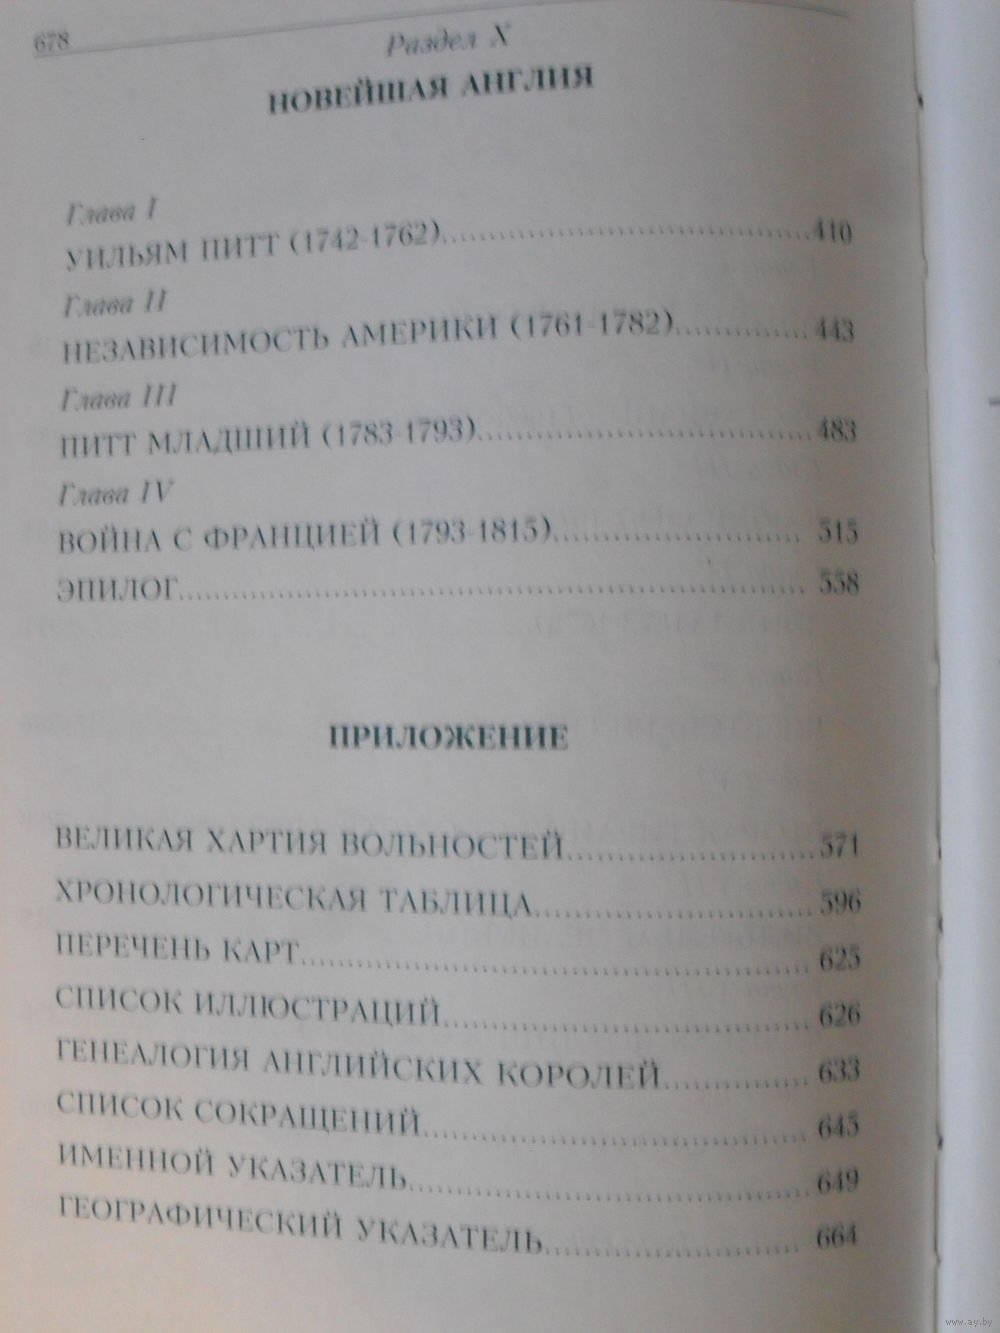 678
Раздел X
НОВЕЙШАЯ АНГЛИЯ
Глава I
УИЛЬЯМ ПИТТ (1742-1762)..........410
Глава II
НЕЗАВИСИМОСТЬ АМЕРИКИ (1761-1782)..........443
Глава III
ПИТТ МЛАДШИЙ (1783-1793)..........483
Глава IV
ВОЙНА С ФРАНЦИЕЙ (1793-1815)..........515
ЭПИЛОГ..........558
ПРИЛОЖЕНИЕ
ВЕЛИКАЯ ХАРТИЯ ВОЛЬНОСТЕЙ..........571
ХРОНОЛОГИЧЕСКАЯ ТАБЛИЦА..........596
ПЕРЕЧЕНЬ КАРТ..........625
СПИСОК ИЛЛЮСТРАЦИЙ..........626
ГЕНЕАЛОГИЯ АНГЛИЙСКИХ КОРОЛЕЙ..........633
СПИСОК СОКРАЩЕНИЙ..........645
ИМЕННОЙ УКАЗАТЕЛЬ..........649
ГЕОГРАФИЧЕСКИЙ УКАЗАТЕЛЬ..........664
www.ay.by